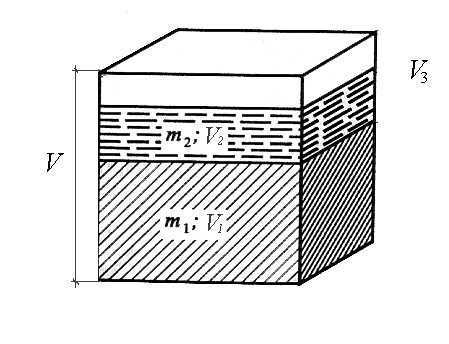 V₃
m₂; V₂
V
m₁; V₁